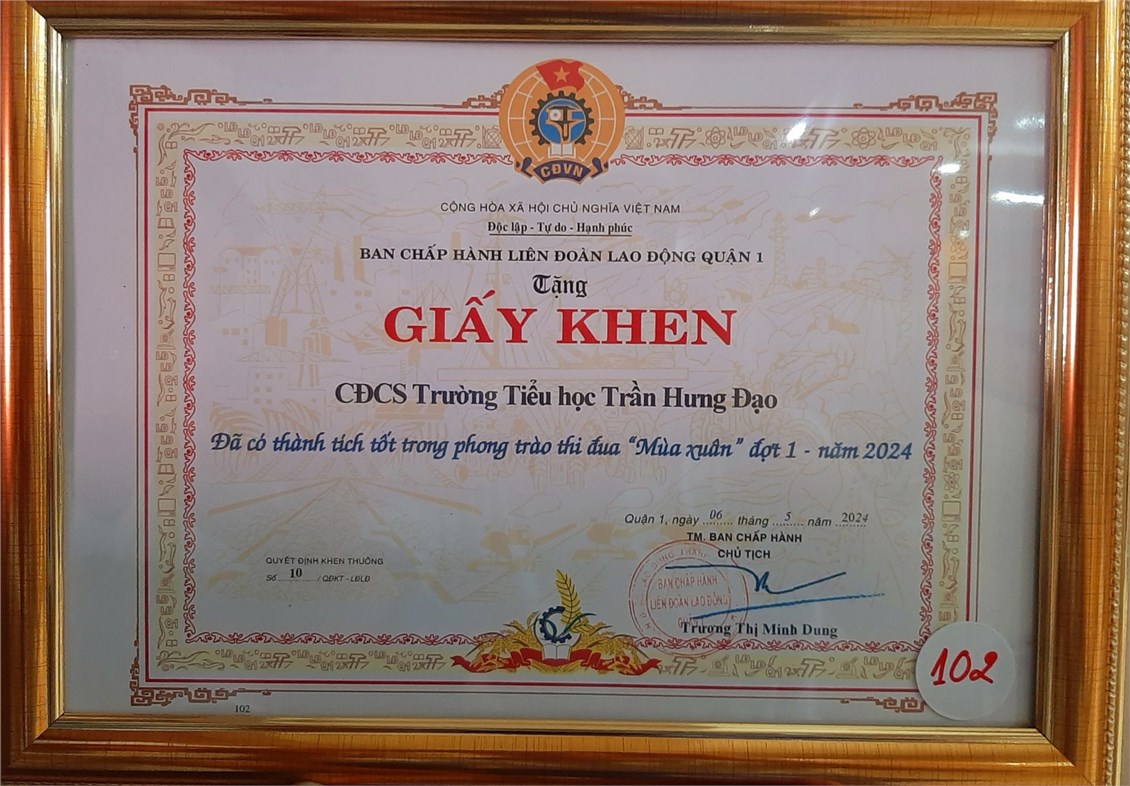 CĐVN
CỘNG HÒA XÃ HỘI CHỦ NGHĨA VIỆT NAM
Độc lập - Tự do - Hạnh phúc
BAN CHẤP HÀNH LIÊN ĐOÀN LAO ĐỘNG QUẬN 1
Tặng
GIẤY KHEN
CĐCS Trường Tiểu học Trần Hưng Đạo
Đã có thành tích tốt trong phong trào thi đua “Mùa xuân” đợt 1 - năm 2024
Quận 1, ngày 06 tháng 5 năm 2024
TM. BAN CHẤP HÀNH
CHỦ TỊCH
QUYẾT ĐỊNH KHEN THƯỞNG
Số 10 / QĐKT - LĐLĐ
BAN CHẤP HÀNH
LIÊN ĐOÀN LAO ĐỘNG
Trương Thị Minh Dung
102
102